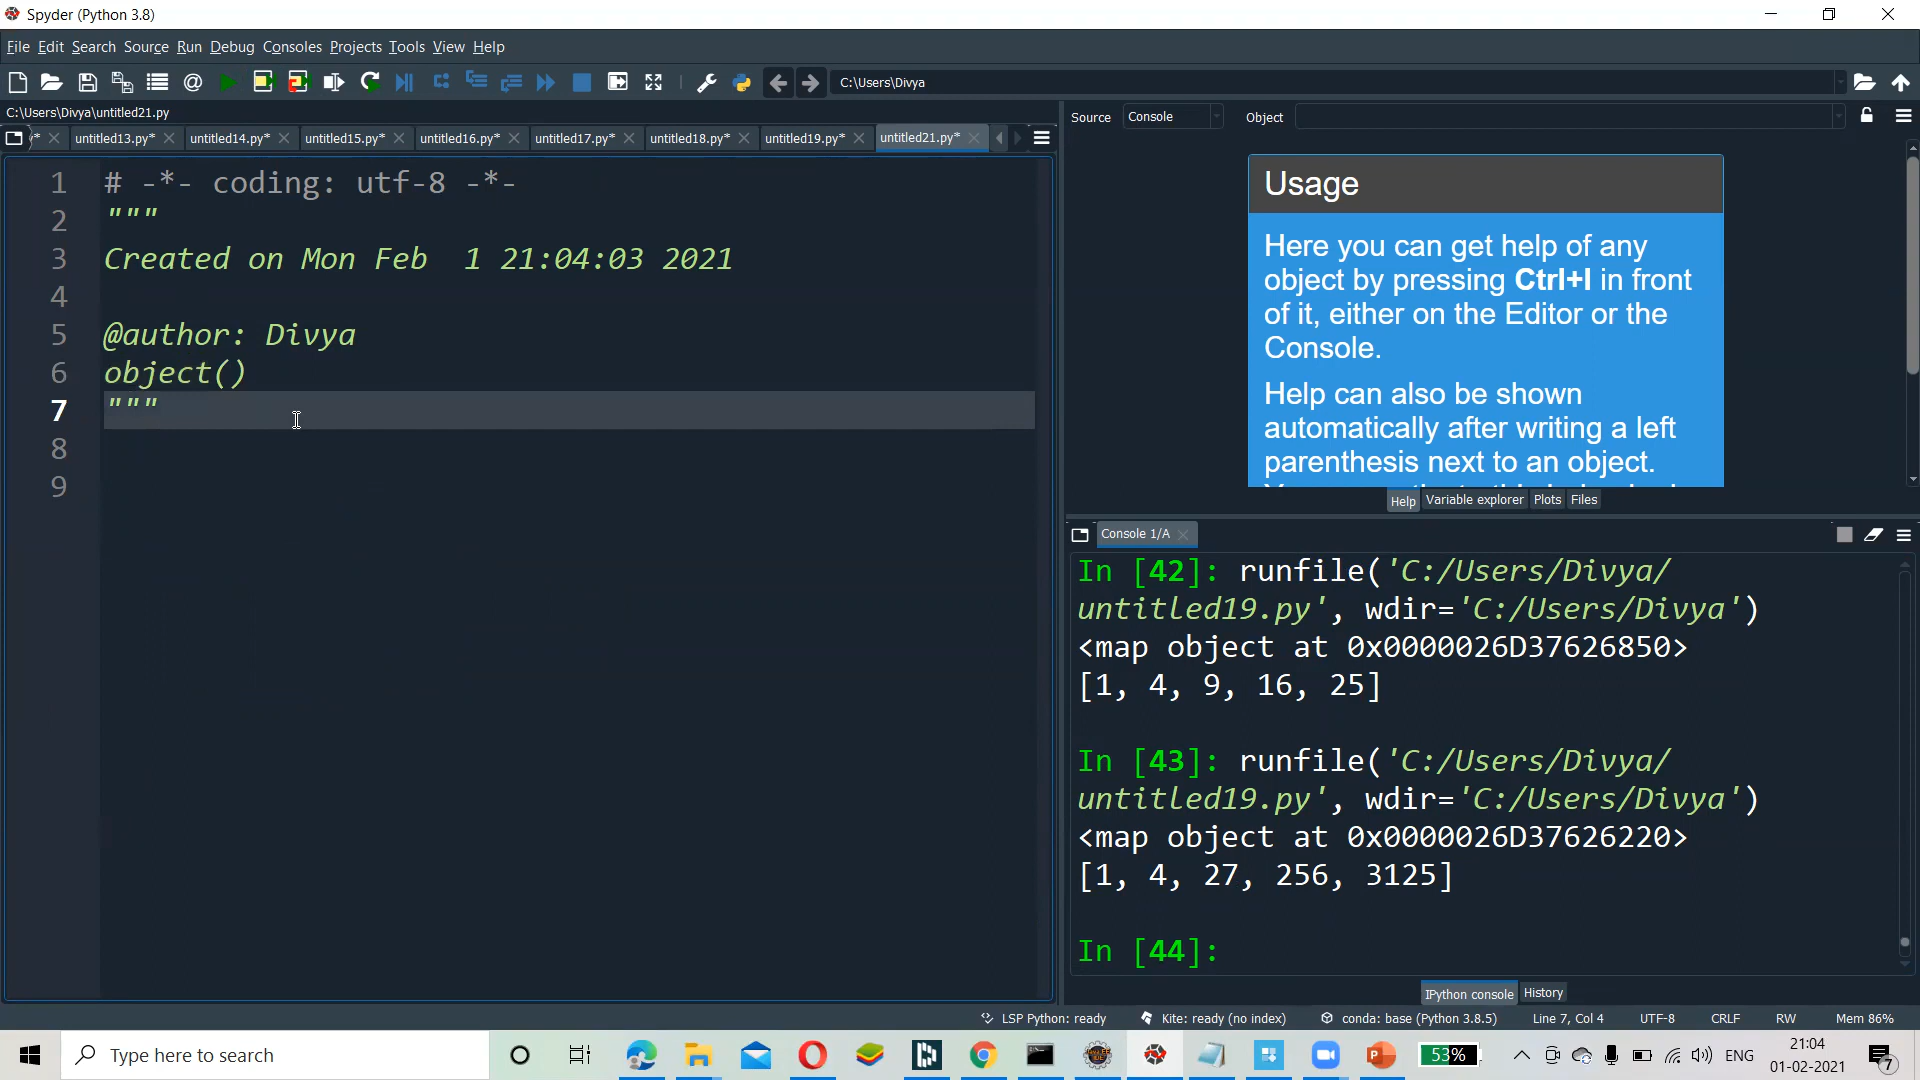 Spyder (Python 3.8)
File Edit Search Source Run Debug Consoles Projects Tools View Help
C:\Users\Divya
C:\Users\Divya\untitled21.py
untitled13.py* untitled14.py* untitled15.py* untitled16.py* untitled17.py* untitled18.py* untitled19.py* untitled21.py*
1 # -*- coding: utf-8 -*-
2 """
3 Created on Mon Feb  1 21:04:03 2021
4
5 @author: Divya
6 object()
7 """
8
9
Source Console Object
Usage
Here you can get help of any
object by pressing Ctrl+I in front
of it, either on the Editor or the
Console.
Help can also be shown
automatically after writing a left
parenthesis next to an object.
Help Variable explorer Plots Files
Console 1/A
In [42]: runfile('C:/Users/Divya/
untitled19.py', wdir='C:/Users/Divya')
<map object at 0x0000026D37626850>
[1, 4, 9, 16, 25]
In [43]: runfile('C:/Users/Divya/
untitled19.py', wdir='C:/Users/Divya')
<map object at 0x0000026D37626220>
[1, 4, 27, 256, 3125]
In [44]:
IPython console History
LSP Python: ready Kite: ready (no index) conda: base (Python 3.8.5) Line 7, Col 4 UTF-8 CRLF RW Mem 86%
Type here to search
53%
ENG
21:04
01-02-2021
7